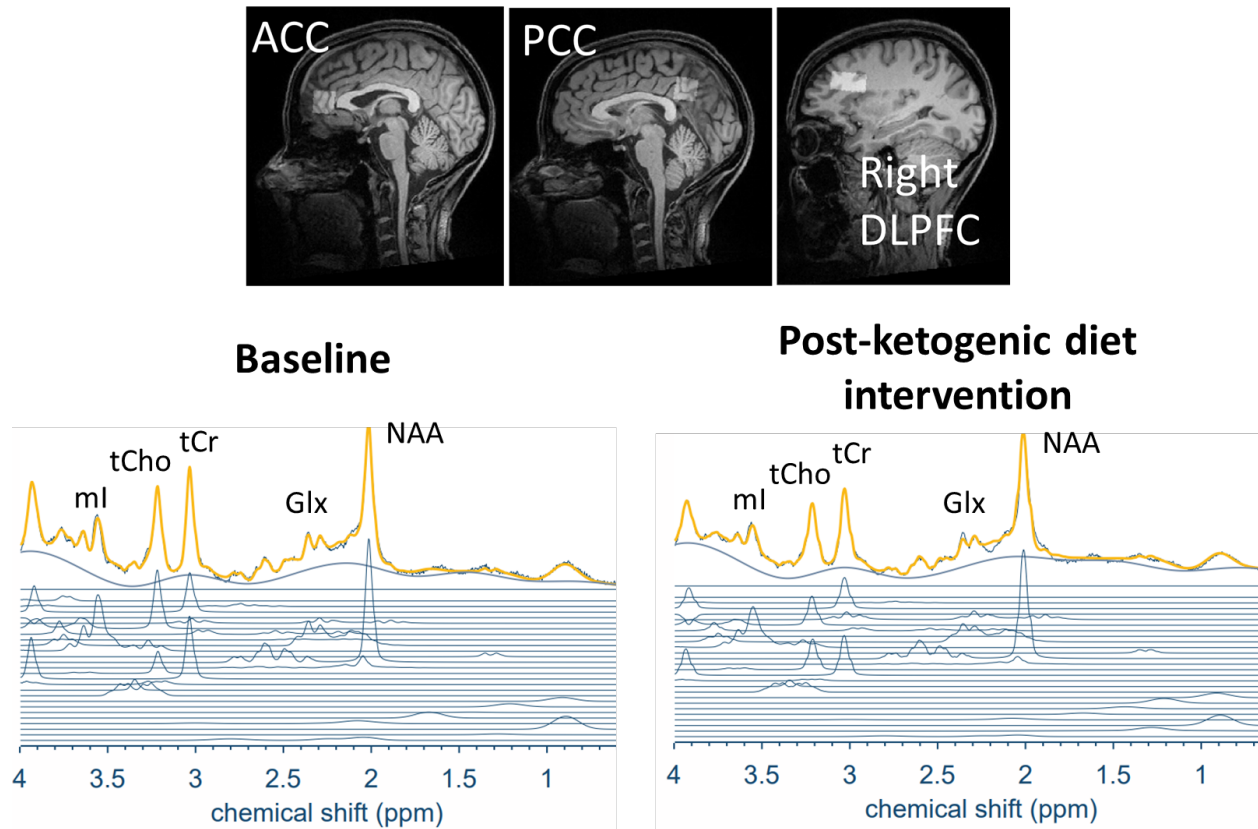 ACC
PCC
Right
DLPFC
Baseline
Post-ketogenic diet
intervention
NAA
tCr
tCho
mI
Glx
4
3.5
3
2.5
2
1.5
1
chemical shift (ppm)
NAA
tCr
tCho
mI
Glx
4
3.5
3
2.5
2
1.5
1
chemical shift (ppm)